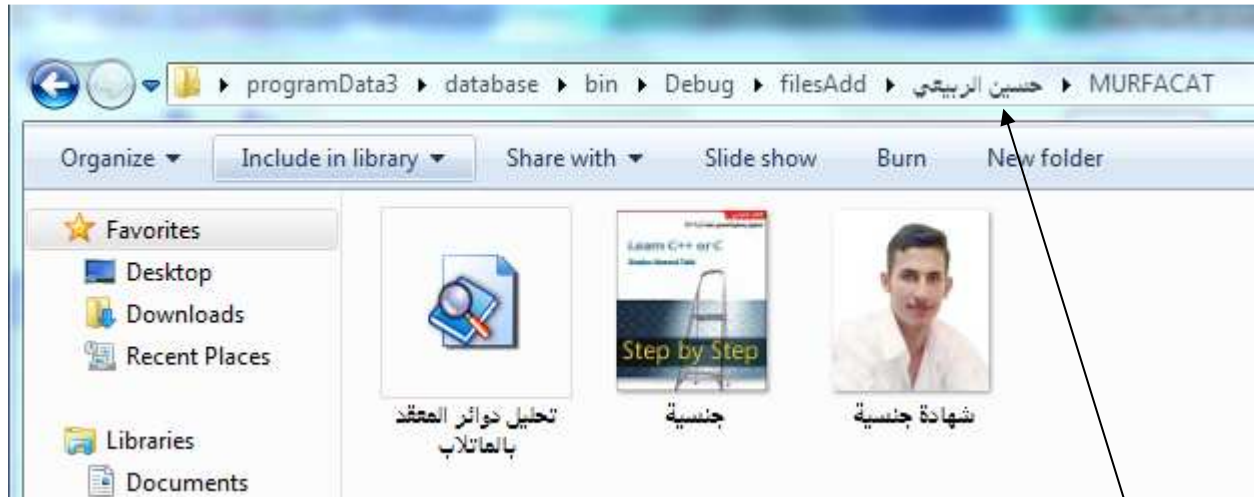 programData3 ▸ database ▸ bin ▸ Debug ▸ filesAdd ▸ حسين الربيعي ▸ MURFACAT
Organize Include in library Share with Slide show Burn New folder
Favorites
Desktop
Downloads
Recent Places
Libraries
Documents
Learn C++ or C
Step by Step
تحليل دوائر المعقد
بالماتلاب
جنسية
شهادة جنسية